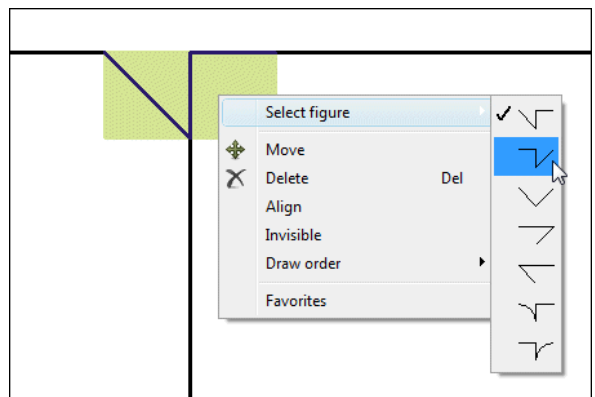 Select figure
Move
Delete Del
Align
Invisible
Draw order
Favorites